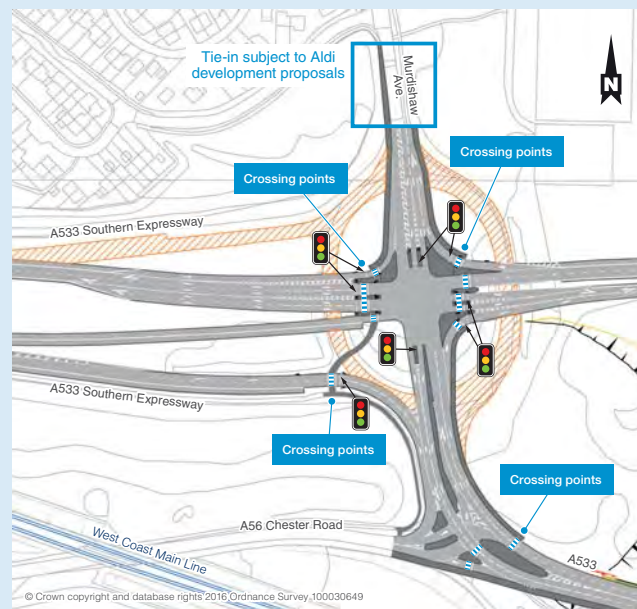 Tie-in subject to Aldi
development proposals
Murdishaw
Ave.
N
Crossing points
Crossing points
A533 Southern Expressway
A533 Southern Expressway
Crossing points
Crossing points
A56 Chester Road
West Coast Main Line
A533
© Crown copyright and database rights 2016 Ordnance Survey 100030649